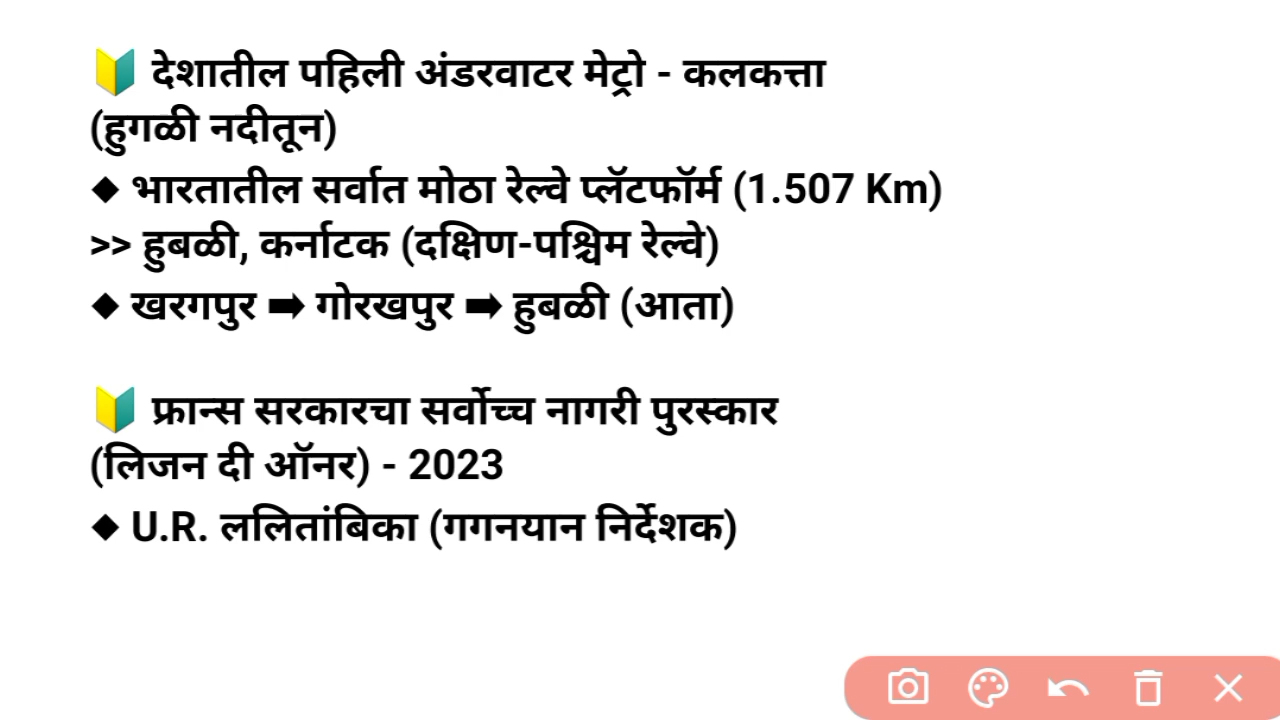 🔰 देशातील पहिली अंडरवाटर मेट्रो - कलकत्ता
(हुगळी नदीतून)
◆ भारतातील सर्वात मोठा रेल्वे प्लॅटफॉर्म (1.507 Km)
>> हुबळी, कर्नाटक (दक्षिण-पश्चिम रेल्वे)
◆ खरगपुर ➡ गोरखपुर ➡ हुबळी (आता)
🔰 फ्रान्स सरकारचा सर्वोच्च नागरी पुरस्कार
(लिजन दी ऑनर) - 2023
◆ U.R. ललितांबिका (गगनयान निर्देशक)